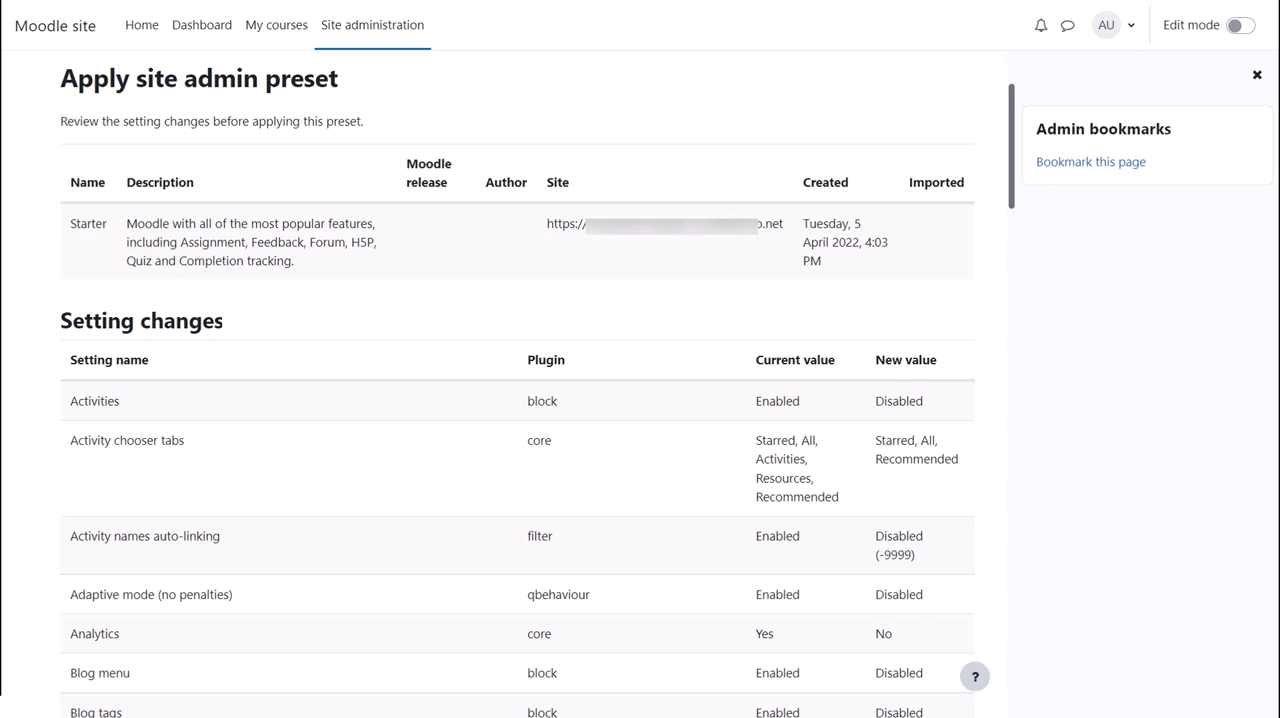 Moodle site Home Dashboard My courses Site administration AU Edit mode
Apply site admin preset
Review the setting changes before applying this preset.
Admin bookmarks
Bookmark this page
Name Description Moodle release Author Site Created Imported
Starter Moodle with all of the most popular features, https:// .net Tuesday, 5
including Assignment, Feedback, Forum, H5P, April 2022, 4:03
Quiz and Completion tracking. PM
Setting changes
Setting name Plugin Current value New value
Activities block Enabled Disabled
Activity chooser tabs core Starred, All, Starred, All,
Activities, Recommended
Resources,
Recommended
Activity names auto-linking filter Enabled Disabled
(-9999)
Adaptive mode (no penalties) qbehaviour Enabled Disabled
Analytics core Yes No
Blog menu block Enabled Disabled
?
Blog tags block Enabled Disabled